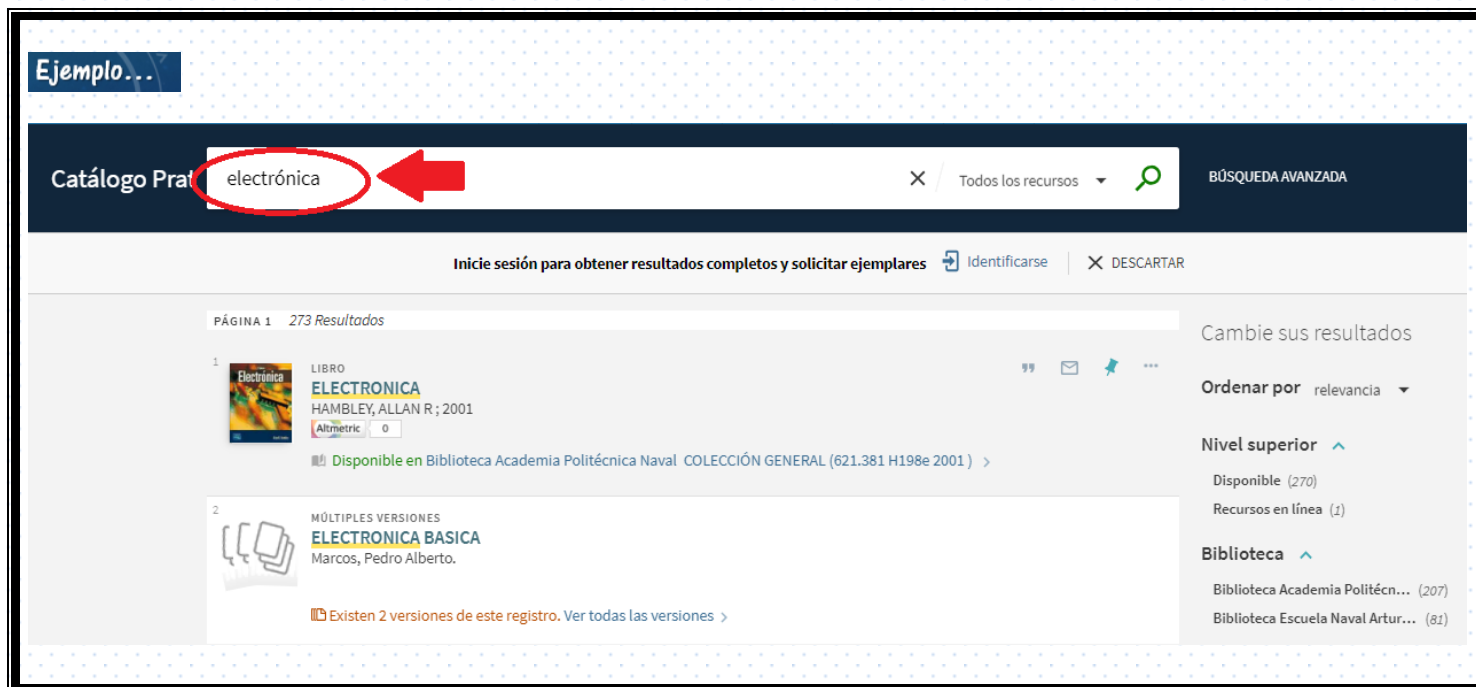 Ejemplo...
Catálogo Prat
electrónica
Todos los recursos
BÚSQUEDA AVANZADA
Inicie sesión para obtener resultados completos y solicitar ejemplares Identificarse DESCARTAR
PÁGINA 1 273 Resultados
1
Electrónica
LIBRO
ELECTRONICA
HAMBLEY, ALLAN R ; 2001
Altmetric 0
Disponible en Biblioteca Academia Politécnica Naval COLECCIÓN GENERAL (621.381 H198e 2001 ) >
2
MÚLTIPLES VERSIONES
ELECTRONICA BASICA
Marcos, Pedro Alberto.
Existen 2 versiones de este registro. Ver todas las versiones >
Cambie sus resultados
Ordenar por relevancia
Nivel superior
Disponible (270)
Recursos en línea (1)
Biblioteca
Biblioteca Academia Politécn... (207)
Biblioteca Escuela Naval Artur... (81)